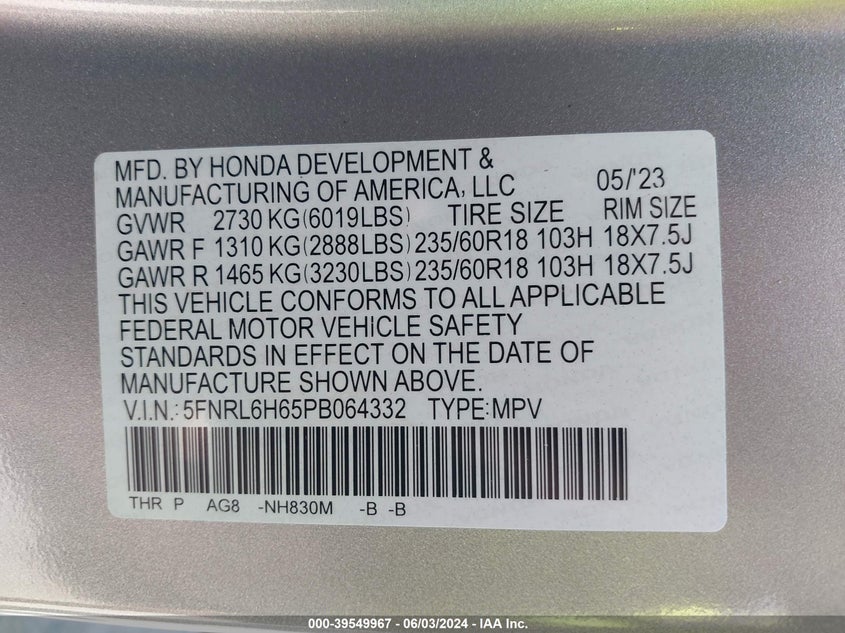 MFD. BY HONDA DEVELOPMENT &
MANUFACTURING OF AMERICA, LLC 05/'23
GVWR 2730 KG(6019LBS) TIRE SIZE RIM SIZE
GAWR F 1310 KG(2888LBS) 235/60R18 103H 18X7.5J
GAWR R 1465 KG(3230LBS) 235/60R18 103H 18X7.5J
THIS VEHICLE CONFORMS TO ALL APPLICABLE
FEDERAL MOTOR VEHICLE SAFETY
STANDARDS IN EFFECT ON THE DATE OF
MANUFACTURE SHOWN ABOVE.
V.I.N.: 5FNRL6H65PB064332 TYPE:MPV
THR P AG8 -NH830M -B -B
000-39549967 / 06/03/2024 - IAA Inc.